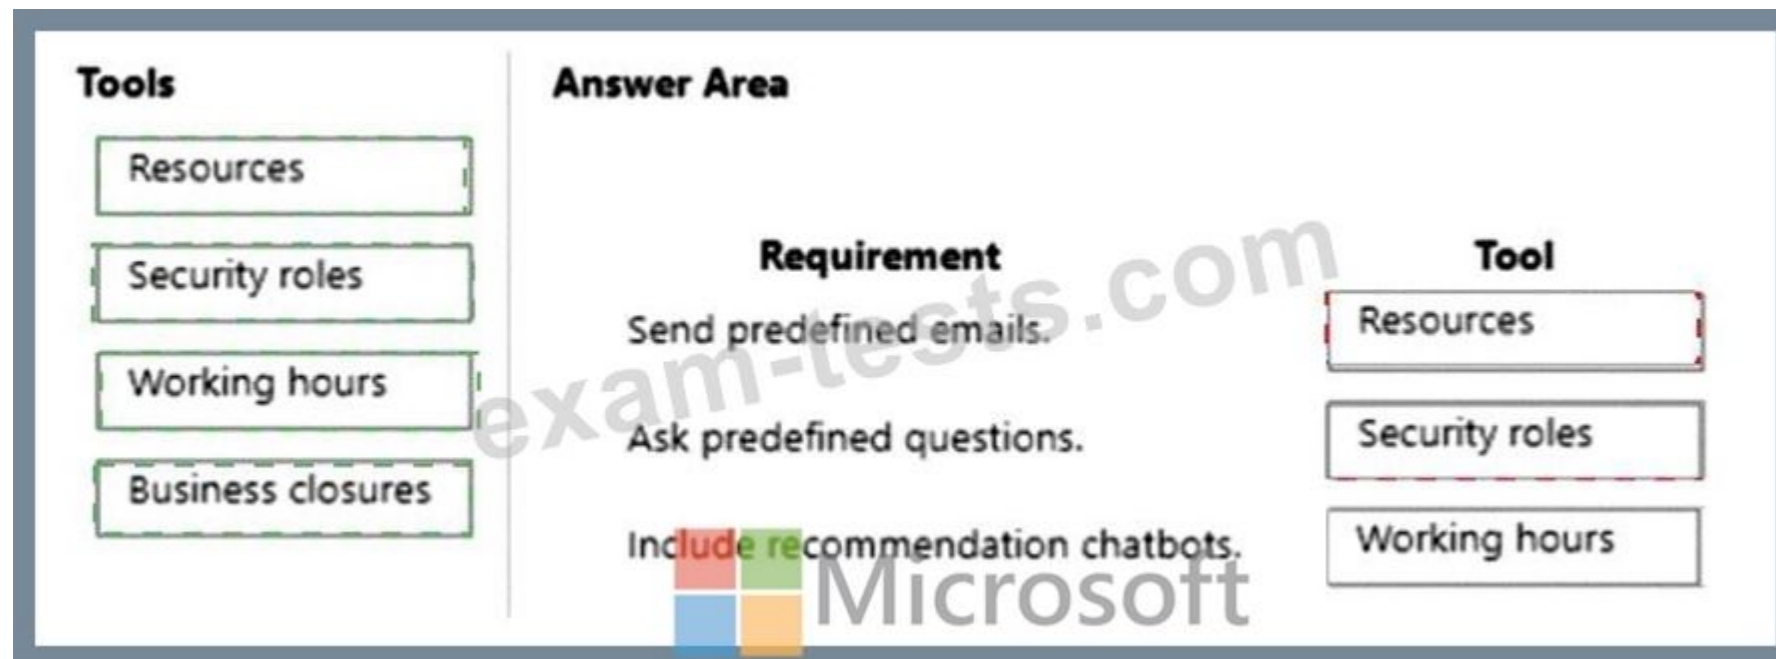 Tools
Resources
Security roles
Working hours
Business closures
Answer Area
Requirement
Tool
Send predefined emails.
Resources
Ask predefined questions.
Security roles
Include recommendation chatbots.
Working hours
exam-tests.com
Microsoft